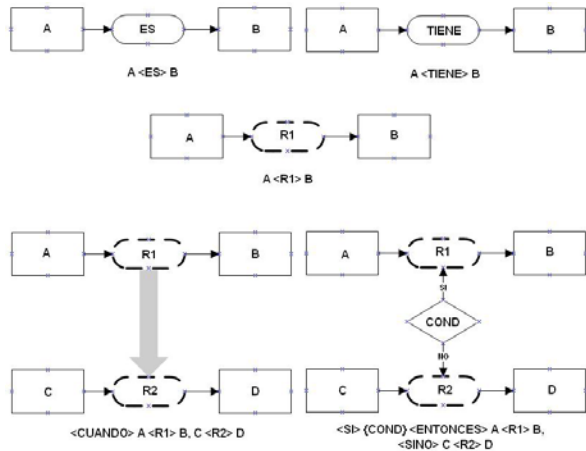 A ES B
A <ES> B
A TIENE B
A <TIENE> B
A R1 B
A <R1> B
A R1 B
C R2 D
<CUANDO> A <R1> B, C <R2> D
A R1 B
SI
COND
NO
C R2 D
<SI> {COND} <ENTONCES> A <R1> B,
<SINO> C <R2> D